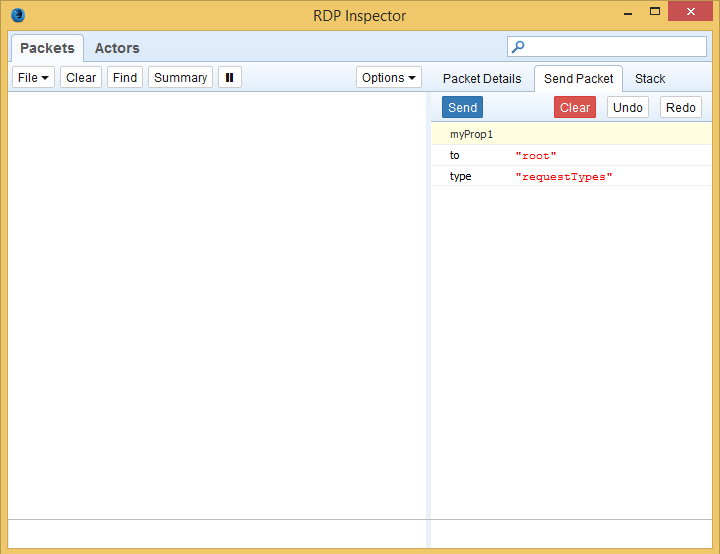 RDP Inspector
Packets Actors
File Clear Find Summary Options
Packet Details Send Packet Stack
Send Clear Undo Redo
myProp1
to "root"
type "requestTypes"